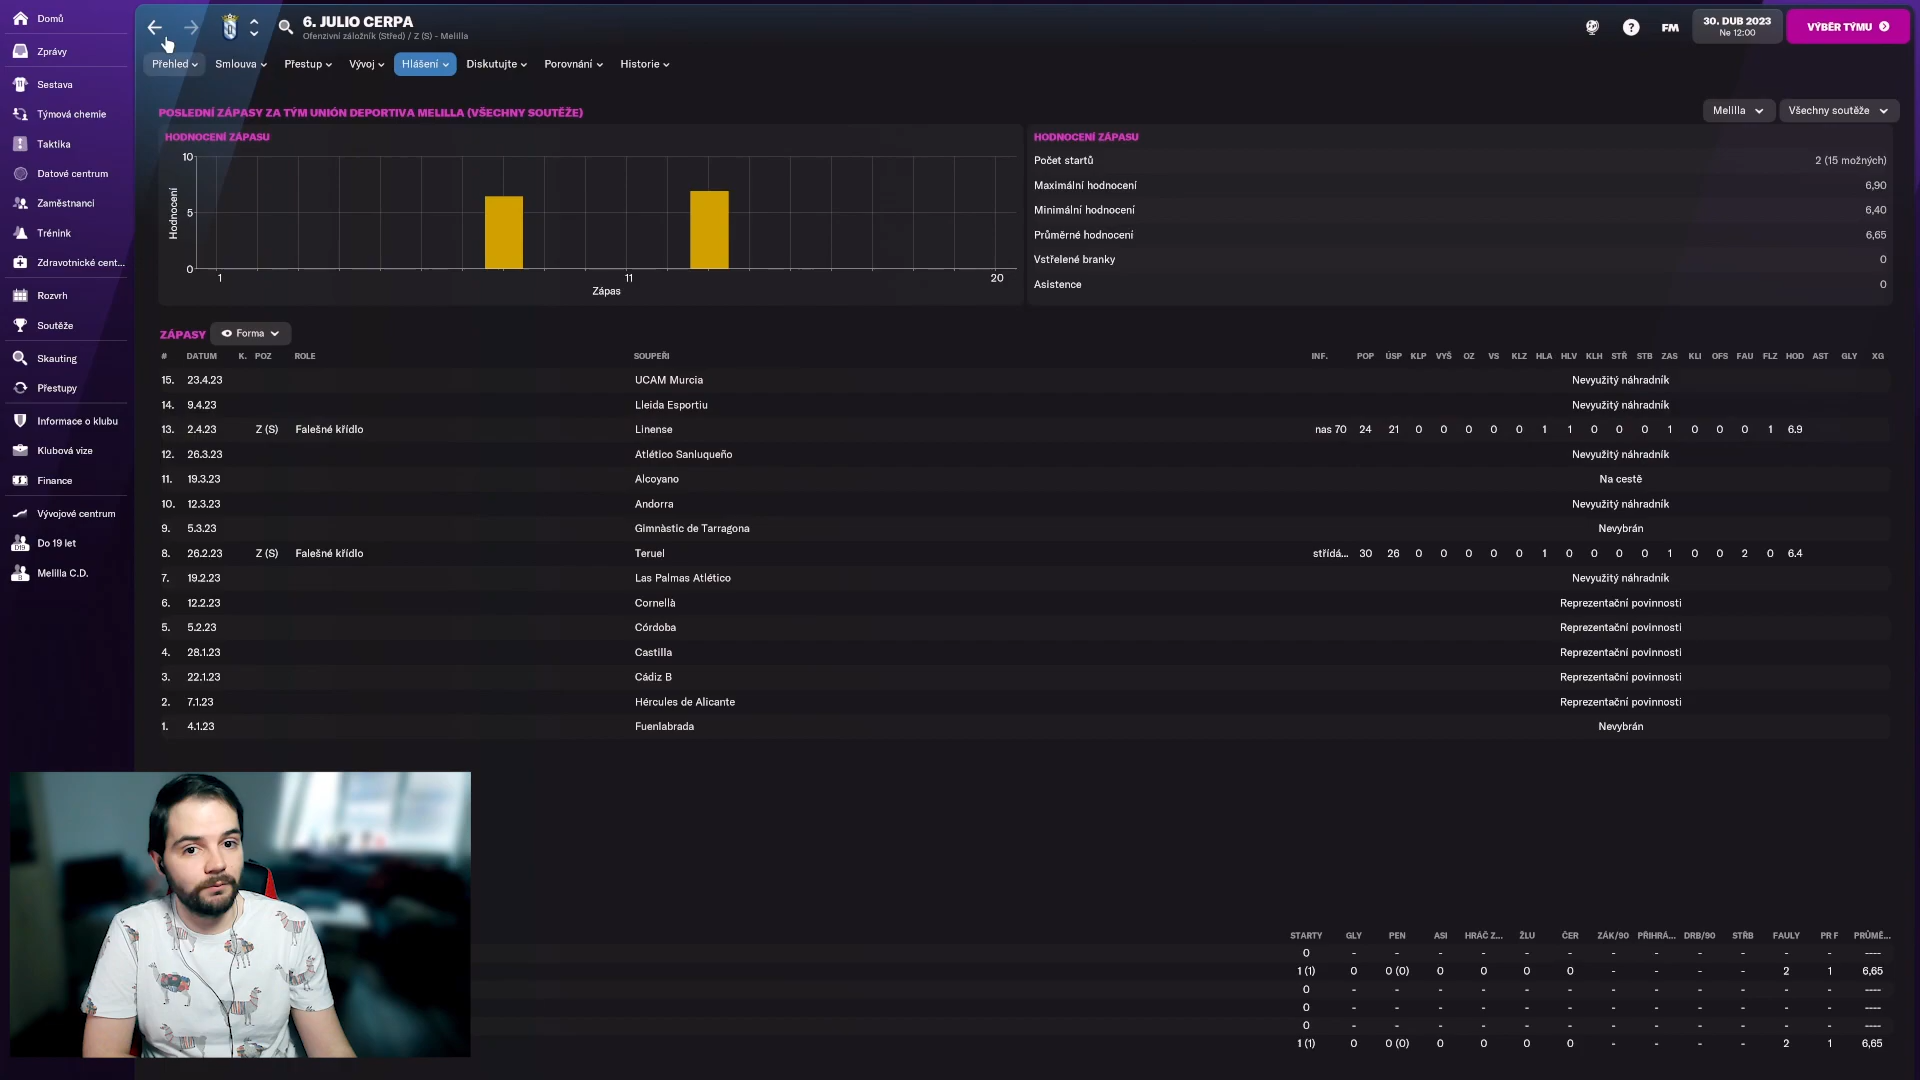 Domů
Zprávy
Sestava
Týmová chemie
Taktika
Datové centrum
Zaměstnanci
Trénink
Zdravotnické cent...
Rozvrh
Soutěže
Skauting
Přestupy
Informace o klubu
Klubová vize
Finance
Vývojové centrum
D19 Do 19 let
B Melilla C.D.
6. JULIO CERPA
Ofenzivní záložník (Střed) / Z (S) - Melilla
? FM 30. DUB 2023 Ne 12:00 VÝBĚR TÝMU
Přehled Smlouva Přestup Vývoj Hlášení Diskutujte Porovnání Historie
POSLEDNÍ ZÁPASY ZA TÝM UNIÓN DEPORTIVA MELILLA (VŠECHNY SOUTĚŽE) Melilla Všechny soutěže
HODNOCENÍ ZÁPASU
Hodnocení
10
5
0
1 11 20
Zápas
HODNOCENÍ ZÁPASU
Počet startů 2 (15 možných)
Maximální hodnocení 6,90
Minimální hodnocení 6,40
Průměrné hodnocení 6,65
Vstřelené branky 0
Asistence 0
ZÁPASY Forma
# DATUM K. POZ ROLE SOUPEŘI INF. POP ÚSP KLP VYŠ OZ VS KLZ HLA HLV KLH STŘ STB ZAS KLI OFS FAU FLZ HOD AST GLY XG
15. 23.4.23 UCAM Murcia Nevyužitý náhradník
14. 9.4.23 Lleida Esportiu Nevyužitý náhradník
13. 2.4.23 Z (S) Falešné křídlo Linense nas 70 24 21 0 0 0 0 0 1 1 0 0 0 1 0 0 0 1 6.9
12. 26.3.23 Atlético Sanluqueño Nevyužitý náhradník
11. 19.3.23 Alcoyano Na cestě
10. 12.3.23 Andorra Nevyužitý náhradník
9. 5.3.23 Gimnàstic de Tarragona Nevybrán
8. 26.2.23 Z (S) Falešné křídlo Teruel střídá... 30 26 0 0 0 0 0 1 0 0 0 0 1 0 0 2 0 6.4
7. 19.2.23 Las Palmas Atlético Nevyužitý náhradník
6. 12.2.23 Cornellà Reprezentační povinnosti
5. 5.2.23 Córdoba Reprezentační povinnosti
4. 28.1.23 Castilla Reprezentační povinnosti
3. 22.1.23 Cádiz B Reprezentační povinnosti
2. 7.1.23 Hércules de Alicante Reprezentační povinnosti
1. 4.1.23 Fuenlabrada Nevybrán
STARTY GLY PEN ASI HRÁČ Z... ŽLU ČER ZÁK/90 PŘIHRÁ... DRB/90 STŘB FAULY PR F PRŮMĚ...
0 - - - - - - - - - - - - ----
1 (1) 0 0 (0) 0 0 0 0 - - - - 2 1 6,65
0 - - - - - - - - - - - - ----
0 - - - - - - - - - - - - ----
0 - - - - - - - - - - - - ----
1 (1) 0 0 (0) 0 0 0 0 - - - - 2 1 6,65